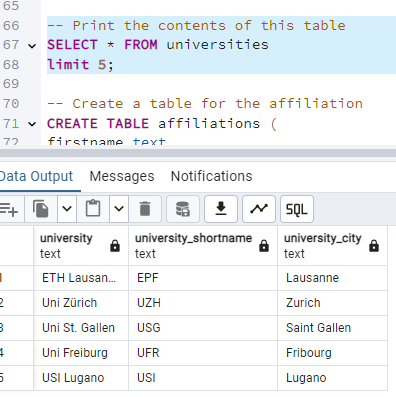 65
66 -- Print the contents of this table
67 SELECT * FROM universities
68 limit 5;
69
70 -- Create a table for the affiliation
71 CREATE TABLE affiliations (
72 firstname text
Data Output Messages Notifications
SQL
university text university_shortname text university_city text
1 ETH Lausan... EPF Lausanne
2 Uni Zürich UZH Zurich
3 Uni St. Gallen USG Saint Gallen
4 Uni Freiburg UFR Fribourg
5 USI Lugano USI Lugano